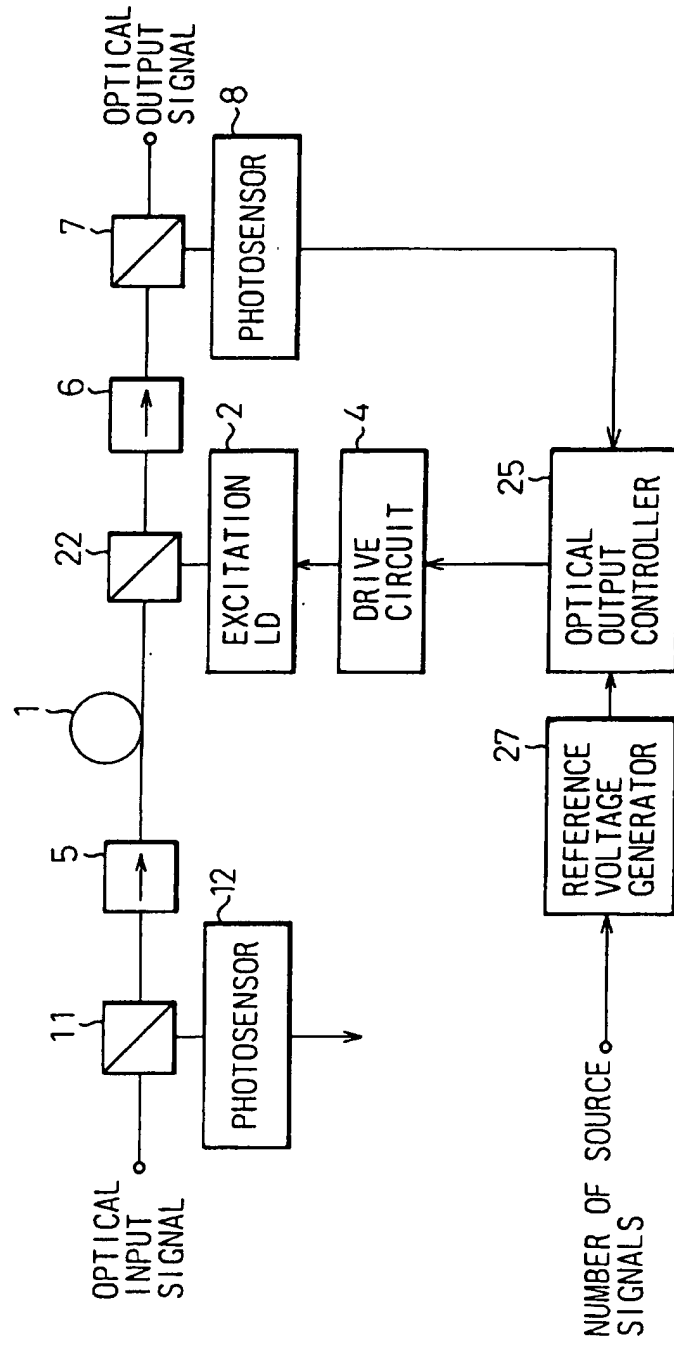 OPTICAL
INPUT
SIGNAL
11
PHOTOSENSOR
12
5
1
22
EXCITATION
LD
2
DRIVE
CIRCUIT
4
6
7
PHOTOSENSOR
8
OPTICAL
OUTPUT
SIGNAL
NUMBER OF SOURCE
SIGNALS
REFERENCE
VOLTAGE
GENERATOR
27
OPTICAL
OUTPUT
CONTROLLER
25